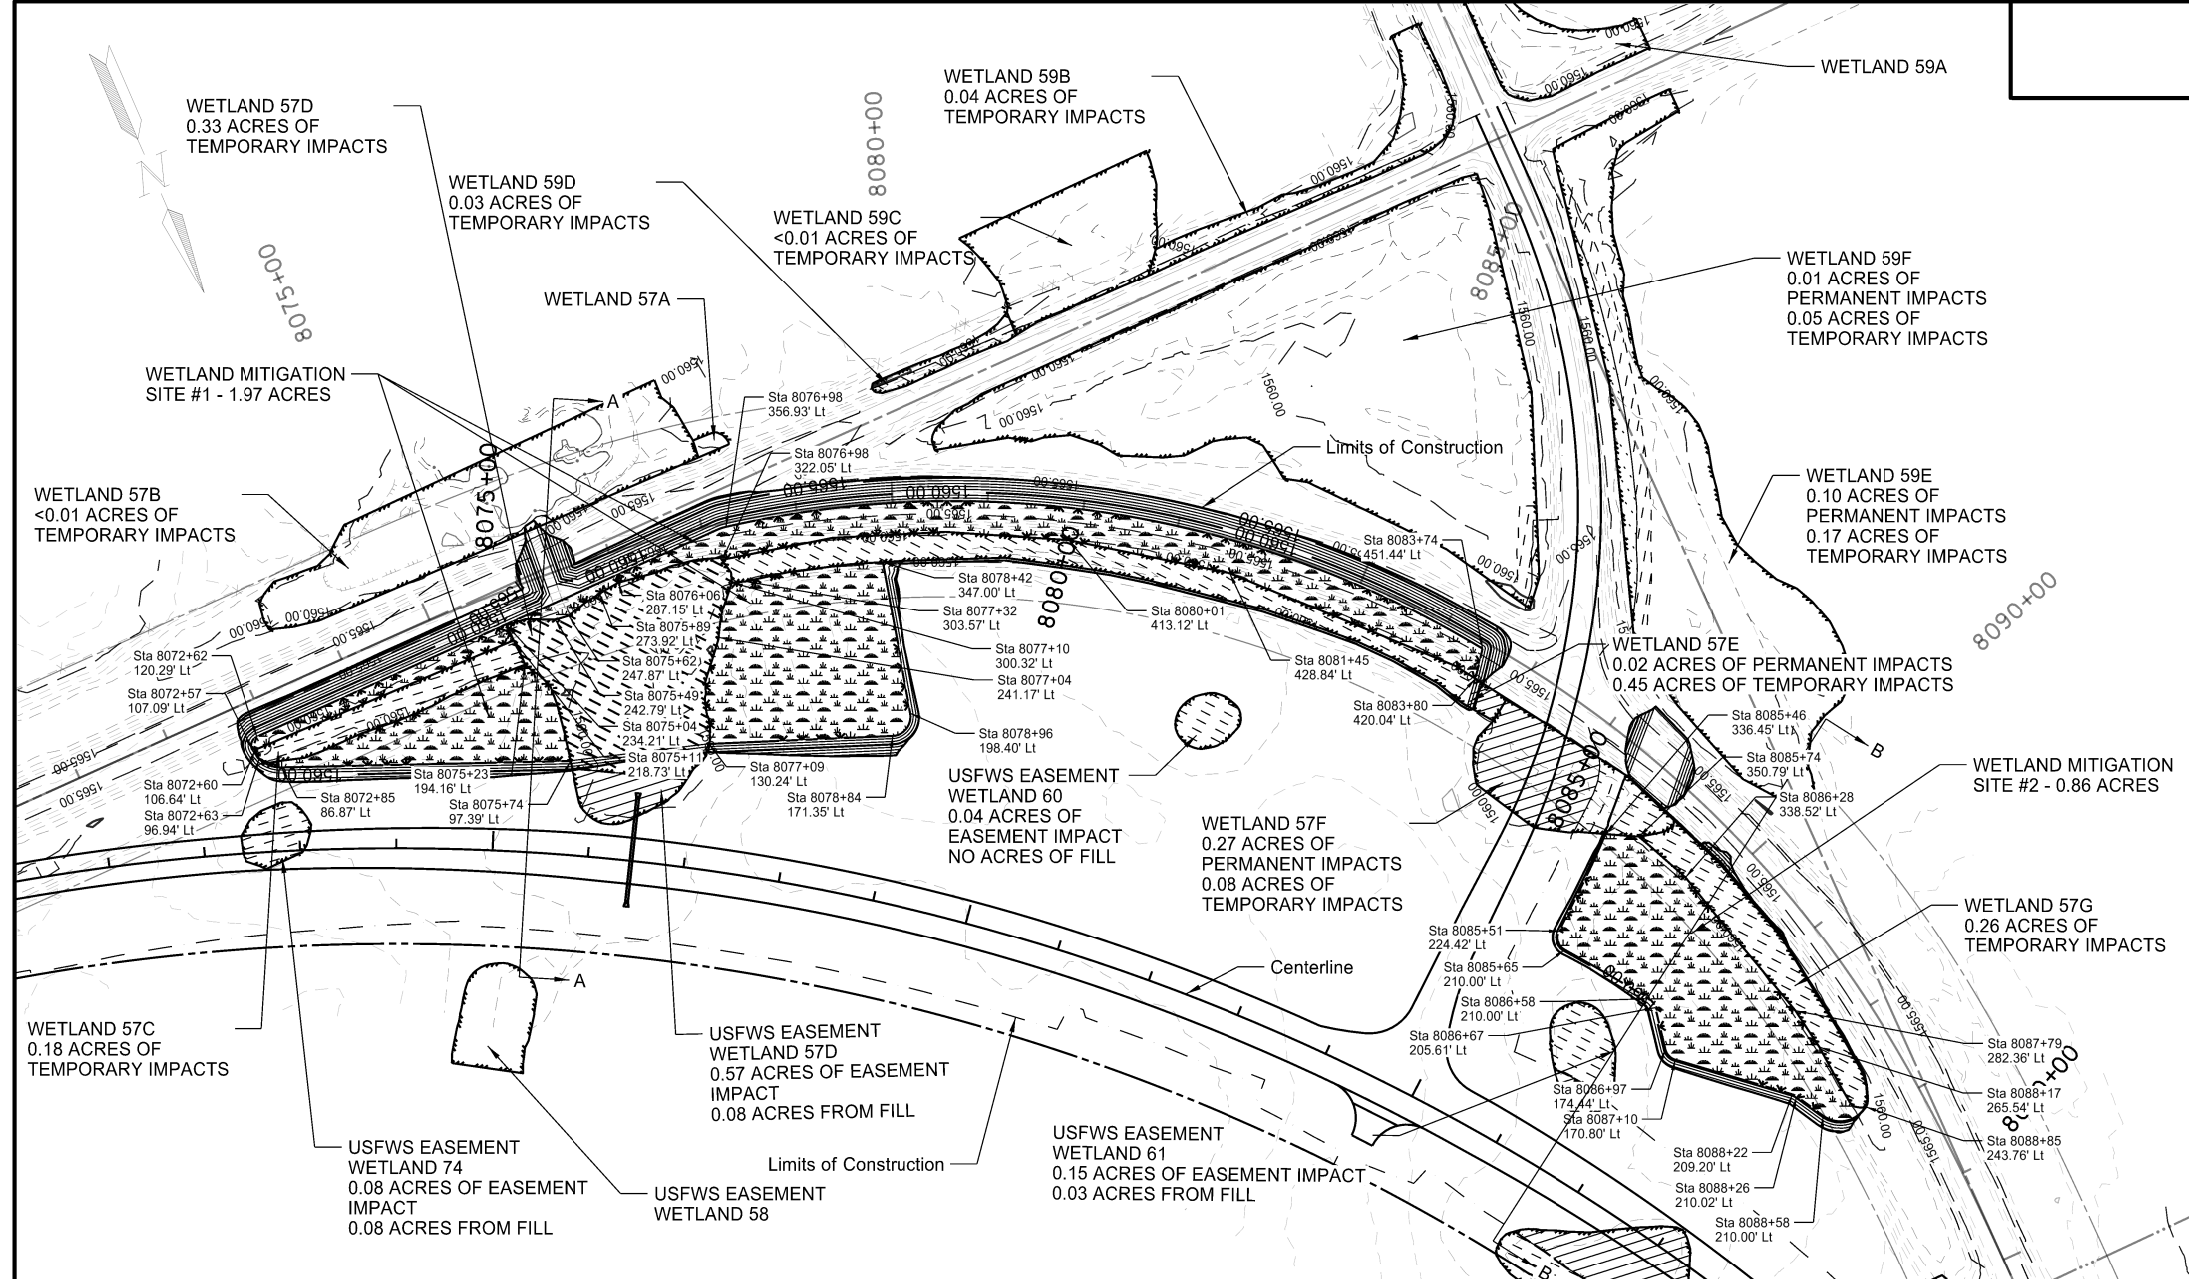 WETLAND 59A
WETLAND 59B
0.04 ACRES OF
TEMPORARY IMPACTS
WETLAND 57D
0.33 ACRES OF
TEMPORARY IMPACTS
N
8080+00
WETLAND 59D
0.03 ACRES OF
TEMPORARY IMPACTS
WETLAND 59C
<0.01 ACRES OF
TEMPORARY IMPACTS
8085+00
8075+00
WETLAND 59F
0.01 ACRES OF
PERMANENT IMPACTS
0.05 ACRES OF
TEMPORARY IMPACTS
WETLAND 57A
WETLAND MITIGATION
SITE #1 - 1.97 ACRES
A
Sta 8076+98
356.93' Lt
Sta 8076+98
322.05' Lt
Limits of Construction
8075+00
WETLAND 57B
<0.01 ACRES OF
TEMPORARY IMPACTS
WETLAND 59E
0.10 ACRES OF
PERMANENT IMPACTS
0.17 ACRES OF
TEMPORARY IMPACTS
1560.00
1565.00
Sta 8083+74
451.44' Lt
Sta 8078+42
347.00' Lt
Sta 8077+32
303.57' Lt
8080+00
Sta 8080+01
413.12' Lt
Sta 8076+06
287.15' Lt
Sta 8075+89
273.92' Lt
Sta 8075+62
247.87' Lt
Sta 8075+49
242.79' Lt
Sta 8075+04
234.21' Lt
Sta 8075+11
218.73' Lt
Sta 8077+10
300.32' Lt
Sta 8077+04
241.17' Lt
Sta 8081+45
428.84' Lt
Sta 8083+80
420.04' Lt
8090+00
WETLAND 57E
0.02 ACRES OF PERMANENT IMPACTS
0.45 ACRES OF TEMPORARY IMPACTS
Sta 8072+62
120.29' Lt
Sta 8072+57
107.09' Lt
Sta 8072+60
106.64' Lt
Sta 8072+63
96.94' Lt
Sta 8072+85
86.87' Lt
Sta 8075+23
194.16' Lt
Sta 8075+74
97.39' Lt
Sta 8077+09
130.24' Lt
Sta 8078+84
171.35' Lt
Sta 8078+96
198.40' Lt
Sta 8085+46
336.45' Lt
Sta 8085+74
350.79' Lt
Sta 8086+28
338.52' Lt
B
8085+00
WETLAND MITIGATION
SITE #2 - 0.86 ACRES
USFWS EASEMENT
WETLAND 60
0.04 ACRES OF
EASEMENT IMPACT
NO ACRES OF FILL
WETLAND 57F
0.27 ACRES OF
PERMANENT IMPACTS
0.08 ACRES OF
TEMPORARY IMPACTS
WETLAND 57G
0.26 ACRES OF
TEMPORARY IMPACTS
Sta 8085+51
224.42' Lt
Sta 8085+65
210.00' Lt
Sta 8086+58
210.00' Lt
Sta 8086+67
205.61' Lt
Centerline
A
WETLAND 57C
0.18 ACRES OF
TEMPORARY IMPACTS
USFWS EASEMENT
WETLAND 57D
0.57 ACRES OF EASEMENT
IMPACT
0.08 ACRES FROM FILL
Sta 8087+79
282.36' Lt
Sta 8088+17
265.54' Lt
Sta 8088+85
243.76' Lt
Sta 8086+97
174.44' Lt
Sta 8087+10
170.80' Lt
Sta 8088+22
209.20' Lt
Sta 8088+26
210.02' Lt
Sta 8088+58
210.00' Lt
USFWS EASEMENT
WETLAND 74
0.08 ACRES OF EASEMENT
IMPACT
0.08 ACRES FROM FILL
Limits of Construction
USFWS EASEMENT
WETLAND 58
USFWS EASEMENT
WETLAND 61
0.15 ACRES OF EASEMENT IMPACT
0.03 ACRES FROM FILL
B